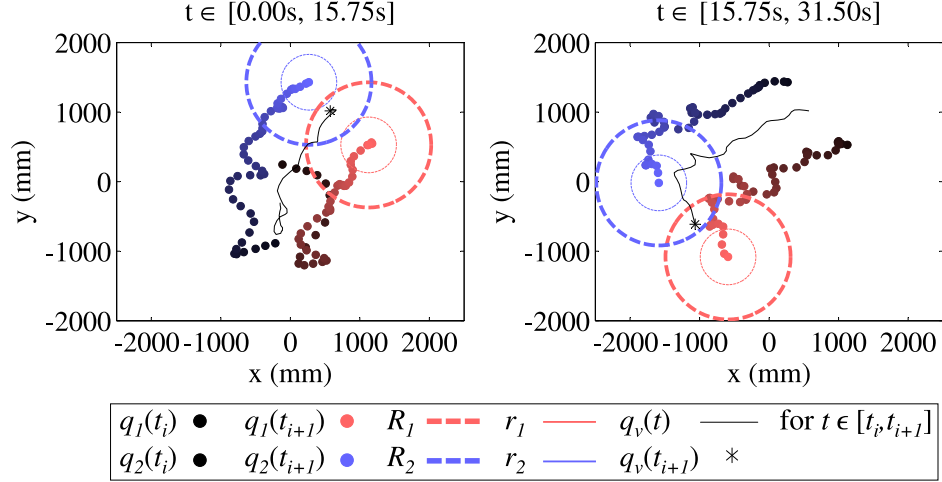 t ∈ [0.00s, 15.75s] t ∈ [15.75s, 31.50s]
2000
1000
0
-1000
-2000
y (mm)
-2000 -1000 0 1000 2000
x (mm)
2000
1000
0
-1000
-2000
y (mm)
-2000 -1000 0 1000 2000
x (mm)
q₁(tᵢ) q₁(tᵢ₊₁) R₁ r₁ qᵥ(t) for t ∈ [tᵢ,tᵢ₊₁]
q₂(tᵢ) q₂(tᵢ₊₁) R₂ r₂ qᵥ(tᵢ₊₁) *